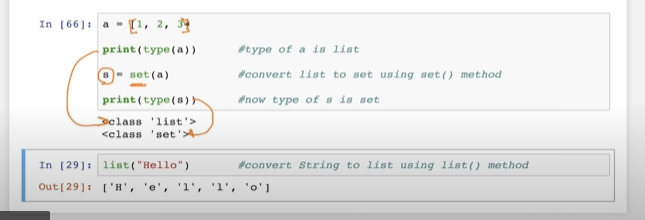 In [66]: a = [1, 2, 3]
print(type(a)) #type of a is list
s = set(a) #convert list to set using set() method
print(type(s)) #now type of s is set
<class 'list'>
<class 'set'>
In [29]: list("Hello") #convert String to list using list() method
Out[29]: ['H', 'e', 'l', 'l', 'o']